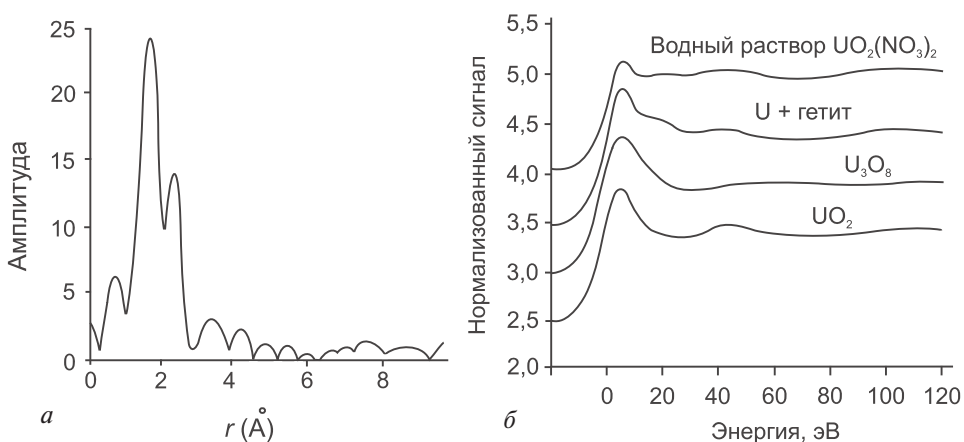 25
20
15
10
5
0
Амплитуда
0 2 4 6 8
r (Å)
а
5,5
5,0
4,5
4,0
3,5
3,0
2,5
2,0
Нормализованный сигнал
Водный раствор UO₂(NO₃)₂
U + гетит
U₃O₈
UO₂
0 20 40 60 80 100 120
Энергия, эВ
б